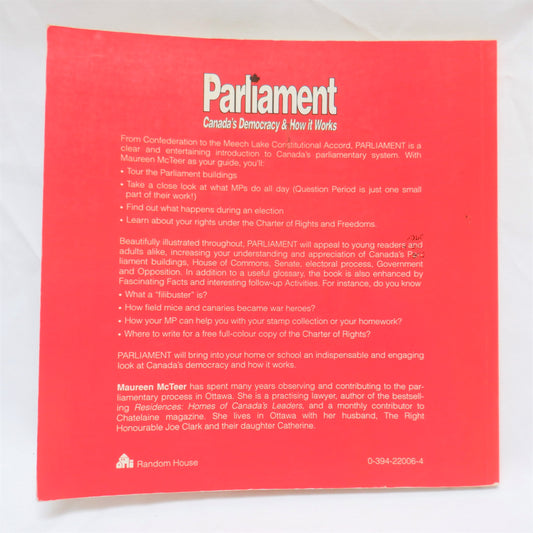 Parliament
Canada's Democracy & How it Works
From Confederation to the Meech Lake Constitutional Accord, PARLIAMENT is a
clear and entertaining introduction to Canada's parliamentary system. With
Maureen McTeer as your guide, you'll:
• Tour the Parliament buildings
• Take a close look at what MPs do all day (Question Period is just one small
part of their work!)
• Find out what happens during an election
• Learn about your rights under the Charter of Rights and Freedoms.
Beautifully illustrated throughout, PARLIAMENT will appeal to young readers and
adults alike, increasing your understanding and appreciation of Canada's Par-
liament buildings, House of Commons, Senate, electoral process, Government
and Opposition. In addition to a useful glossary, the book is also enhanced by
Fascinating Facts and interesting follow-up Activities. For instance, do you know
• What a "filibuster" is?
• How field mice and canaries became war heroes?
• How your MP can help you with your stamp collection or your homework?
• Where to write for a free full-colour copy of the Charter of Rights?
PARLIAMENT will bring into your home or school an indispensable and engaging
look at Canada's democracy and how it works.
Maureen McTeer has spent many years observing and contributing to the par-
liamentary process in Ottawa. She is a practising lawyer, author of the bestsell-
ing Residences: Homes of Canada's Leaders, and a monthly contributor to
Chatelaine magazine. She lives in Ottawa with her husband, The Right
Honourable Joe Clark and their daughter Catherine.
Random House
0-394-22006-4